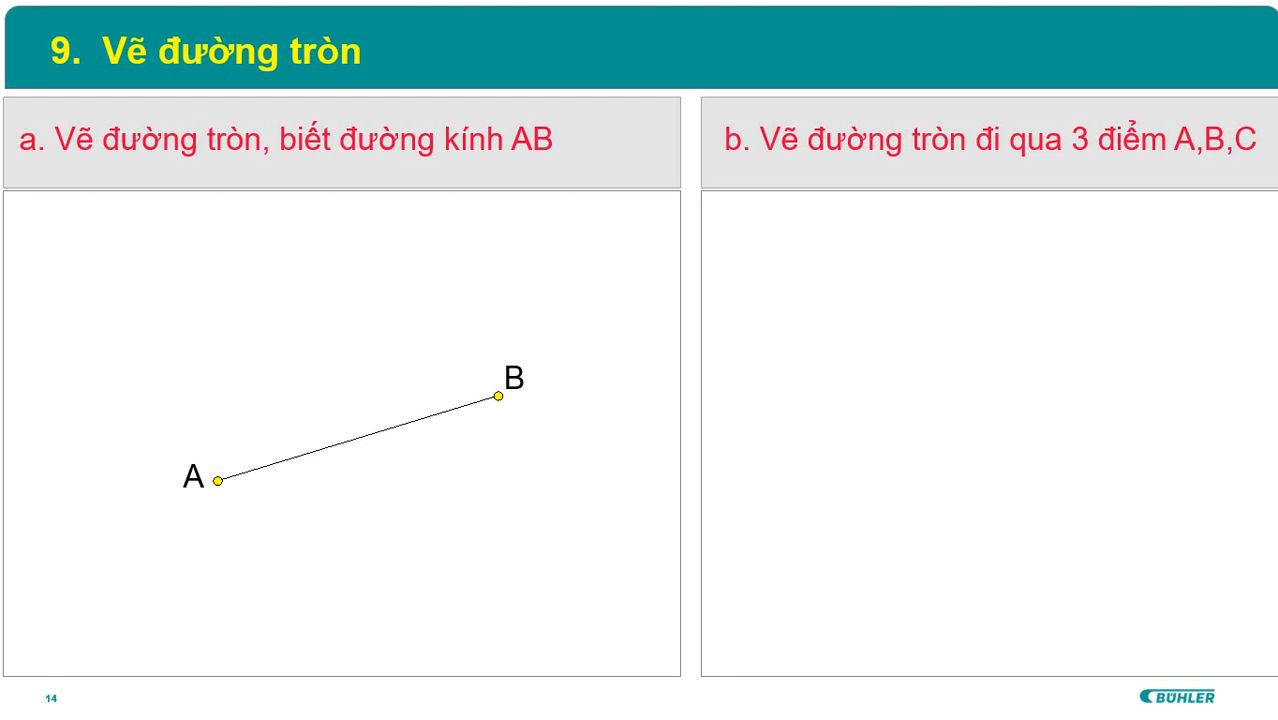 9. Vẽ đường tròn
a. Vẽ đường tròn, biết đường kính AB
b. Vẽ đường tròn đi qua 3 điểm A,B,C
B
A
14
BÜHLER